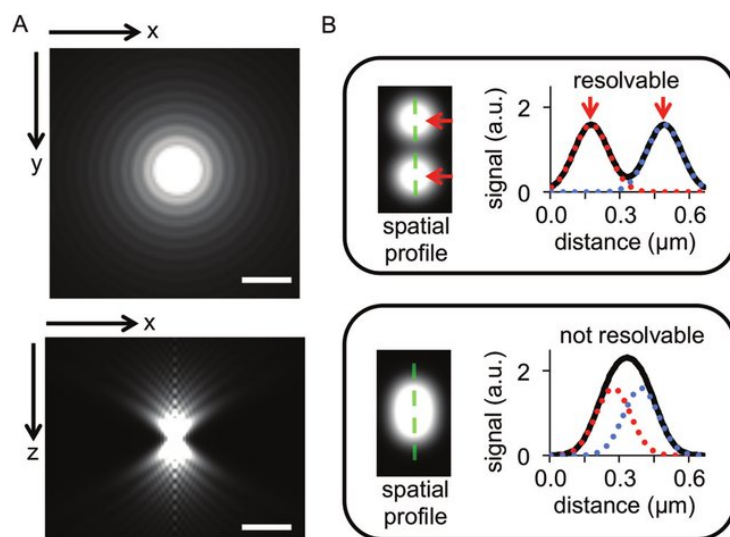 A
x
y
x
z
B
spatial
profile
resolvable
signal (a.u.)
2
0
0.0 0.3 0.6
distance (µm)
spatial
profile
not resolvable
signal (a.u.)
2
0
0.0 0.3 0.6
distance (µm)